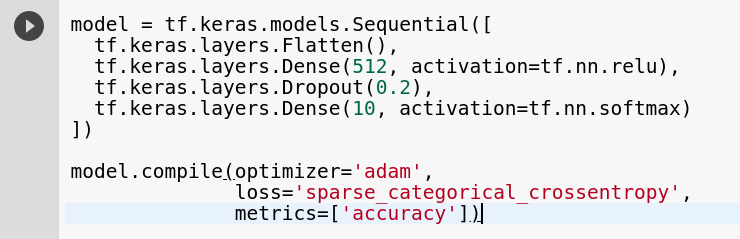 model = tf.keras.models.Sequential([
  tf.keras.layers.Flatten(),
  tf.keras.layers.Dense(512, activation=tf.nn.relu),
  tf.keras.layers.Dropout(0.2),
  tf.keras.layers.Dense(10, activation=tf.nn.softmax)
])

model.compile(optimizer='adam',
              loss='sparse_categorical_crossentropy',
              metrics=['accuracy'])